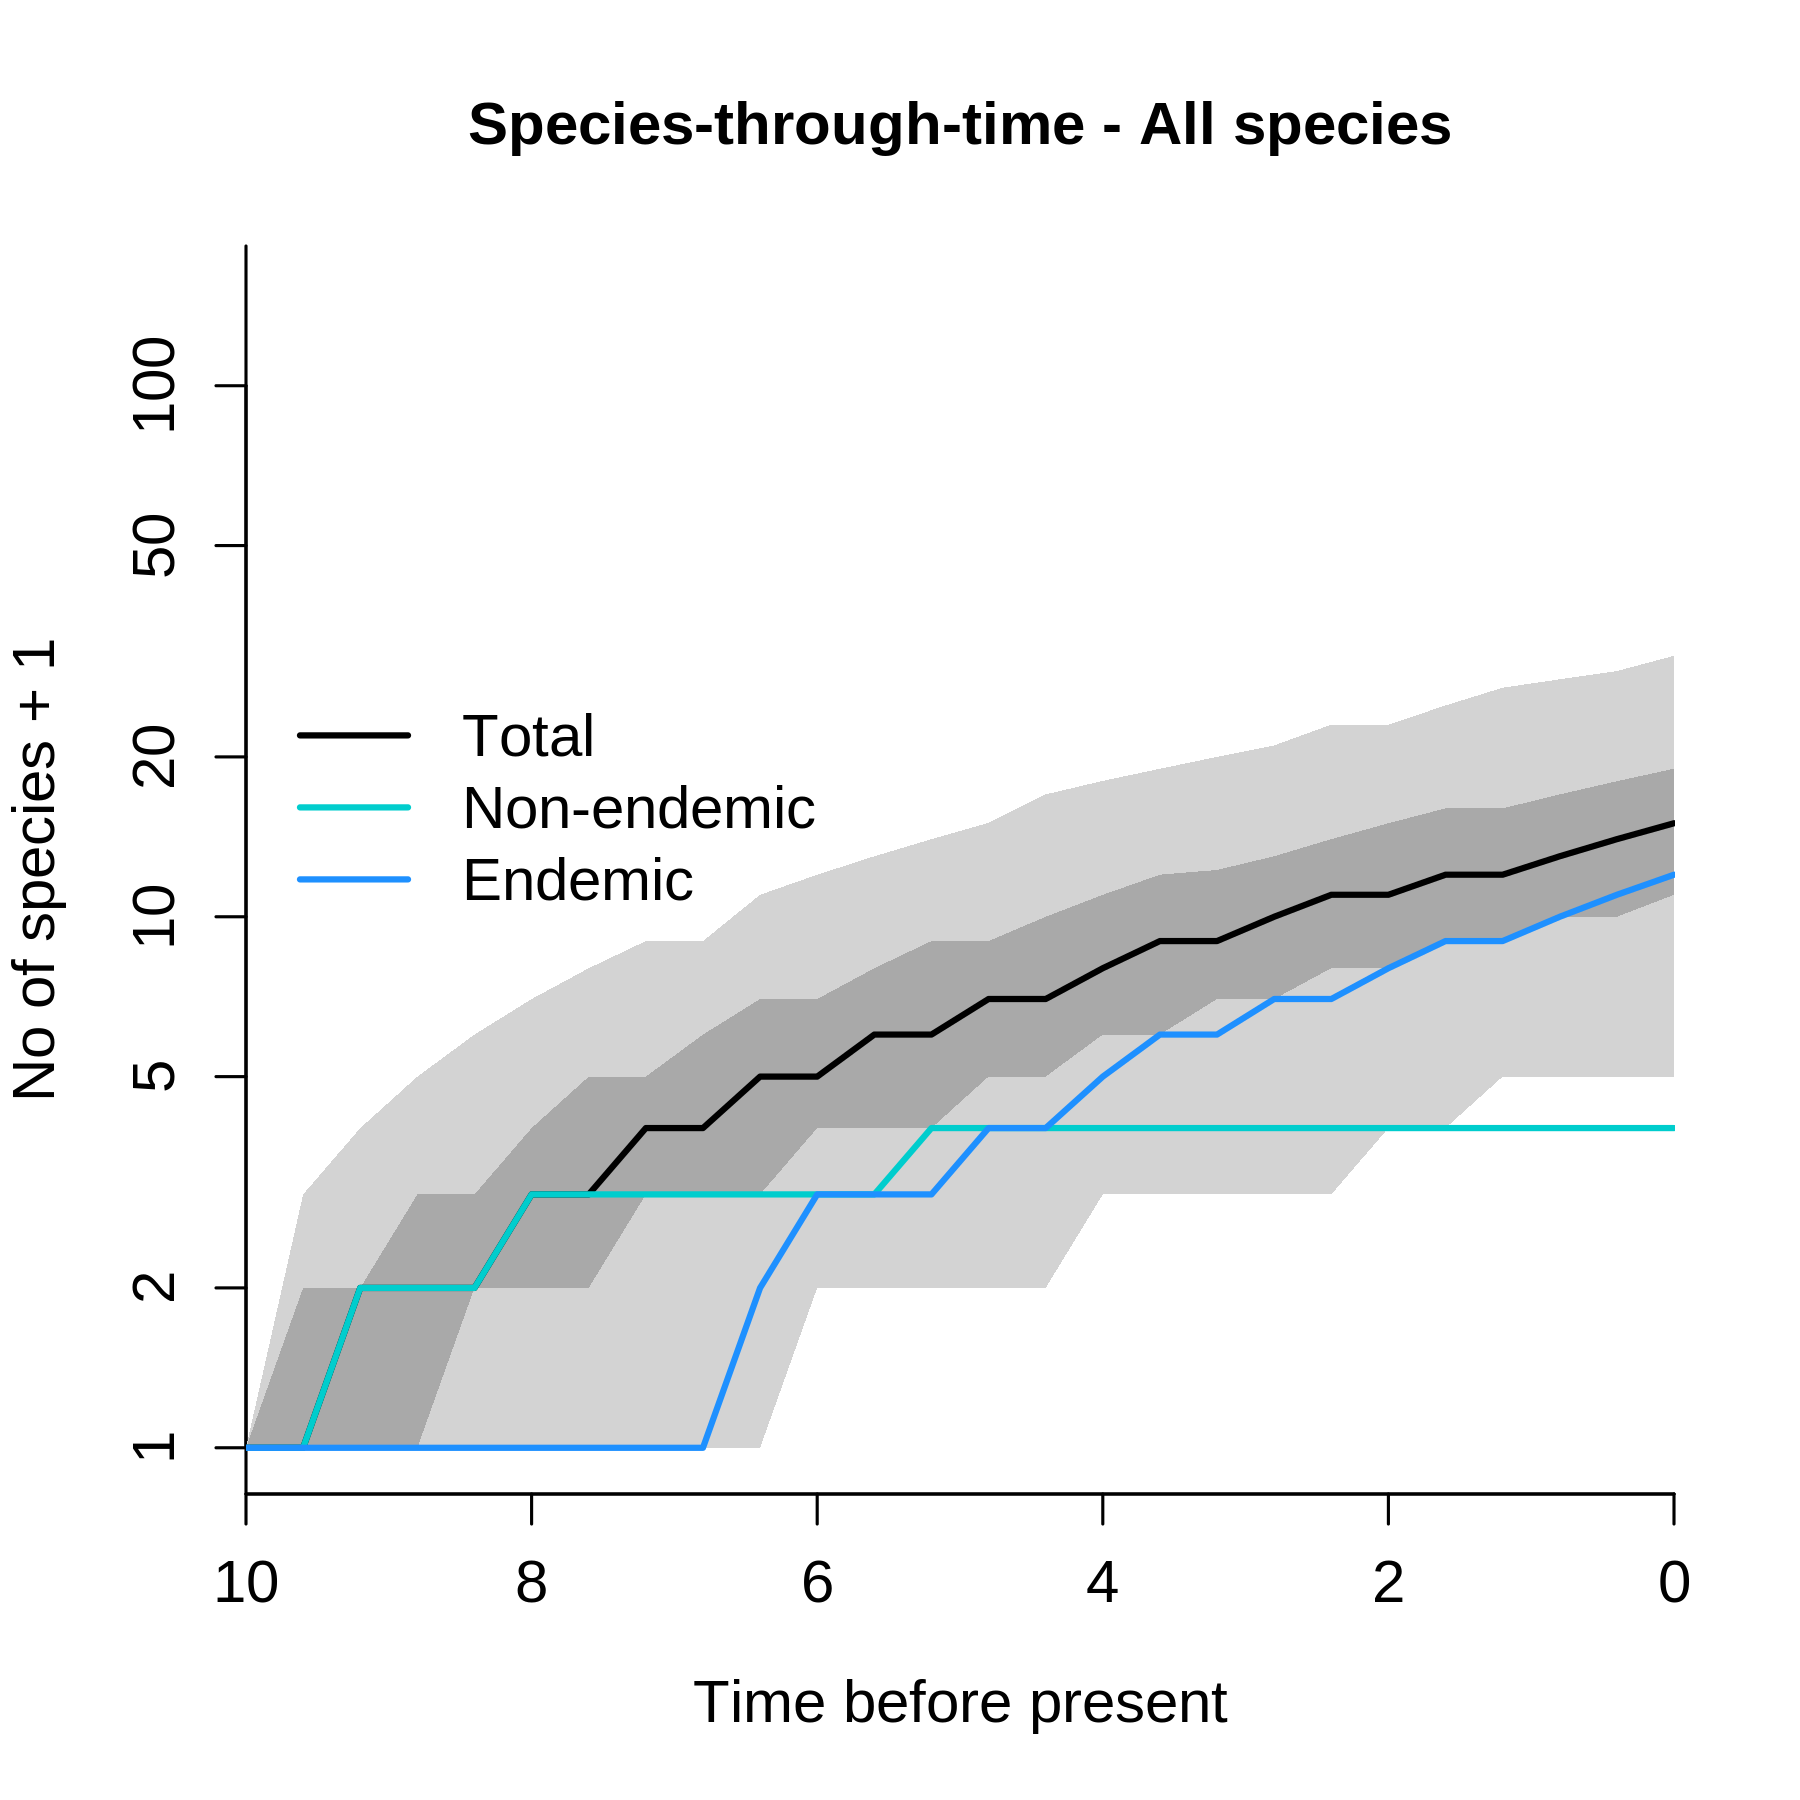 Species-through-time - All species
No of species + 1
100
50
20
10
5
2
1
Total
Non-endemic
Endemic
10 8 6 4 2 0
Time before present